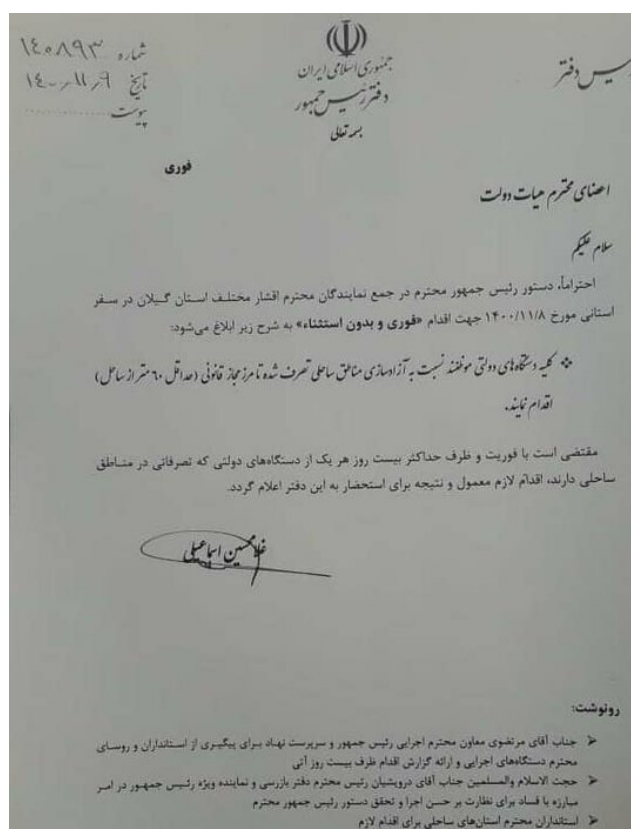 شماره ١٤٠٨٩٣
تاریخ ١٤٠٠/١١/٩
پیوست ............
جمهوری اسلامی ایران
دفتر رئیس جمهور
بسمه تعالی
یس دفتر
فوری
اعضای محترم هیات دولت
سلام علیکم
احتراماً، دستور رئیس جمهور محترم در جمع نمایندگان محترم اقشار مختلف استان گیلان در سفر
استانی مورخ ۱۴۰۰/۱۱/۸ جهت اقدام «فوری و بدون استثناء» به شرح زیر ابلاغ می‌شود:
❖ کلیه دستگاه‌های دولتی موظفند نسبت به آزادسازی مناطق ساحلی تصرف شده تا مرز مجاز قانونی (حداقل ۶۰ متر از ساحل)
اقدام نمایند.
مقتضی است با فوریت و ظرف حداکثر بیست روز هر یک از دستگاه‌های دولتی که تصرفاتی در مناطق
ساحلی دارند، اقدام لازم معمول و نتیجه برای استحضار به این دفتر اعلام گردد.
غلامحسین اسماعیلی
رونوشت:
➢ جناب آقای مرتضوی معاون محترم اجرایی رئیس جمهور و سرپرست نهاد برای پیگیری از استانداران و روسای
محترم دستگاه‌های اجرایی و ارائه گزارش اقدام ظرف بیست روز آتی
➢ حجت الاسلام والمسلمین جناب آقای درویشیان رئیس محترم دفتر بازرسی و نماینده ویژه رئیس جمهور در امر
مبارزه با فساد برای نظارت بر حسن اجرا و تحقق دستور رئیس جمهور محترم
➢ استانداران محترم استان‌های ساحلی برای اقدام لازم